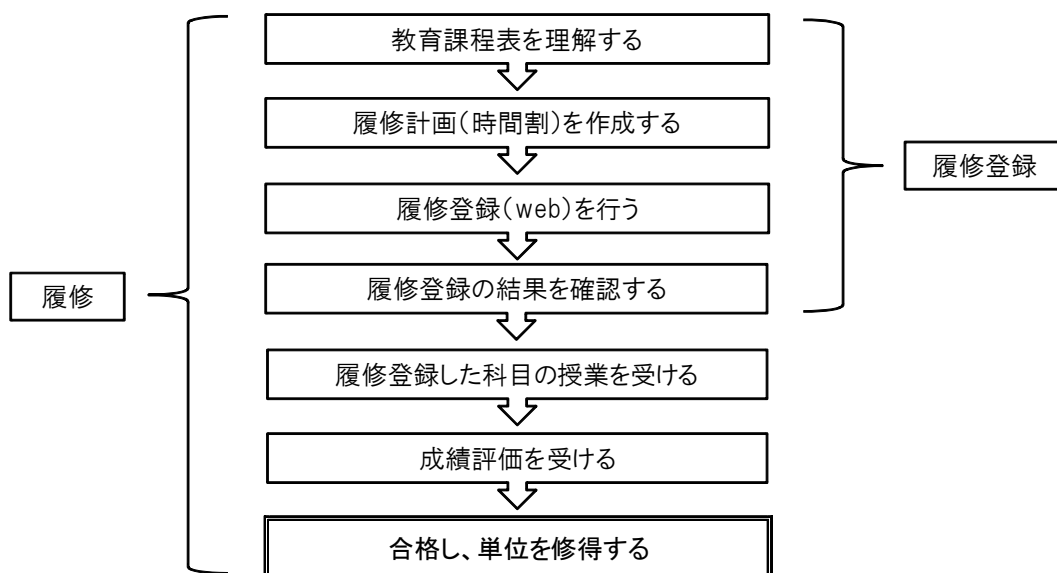 教育課程表を理解する
履修計画（時間割）を作成する
履修登録
履修登録（web）を行う
履修登録の結果を確認する
履修
履修登録した科目の授業を受ける
成績評価を受ける
合格し、単位を修得する